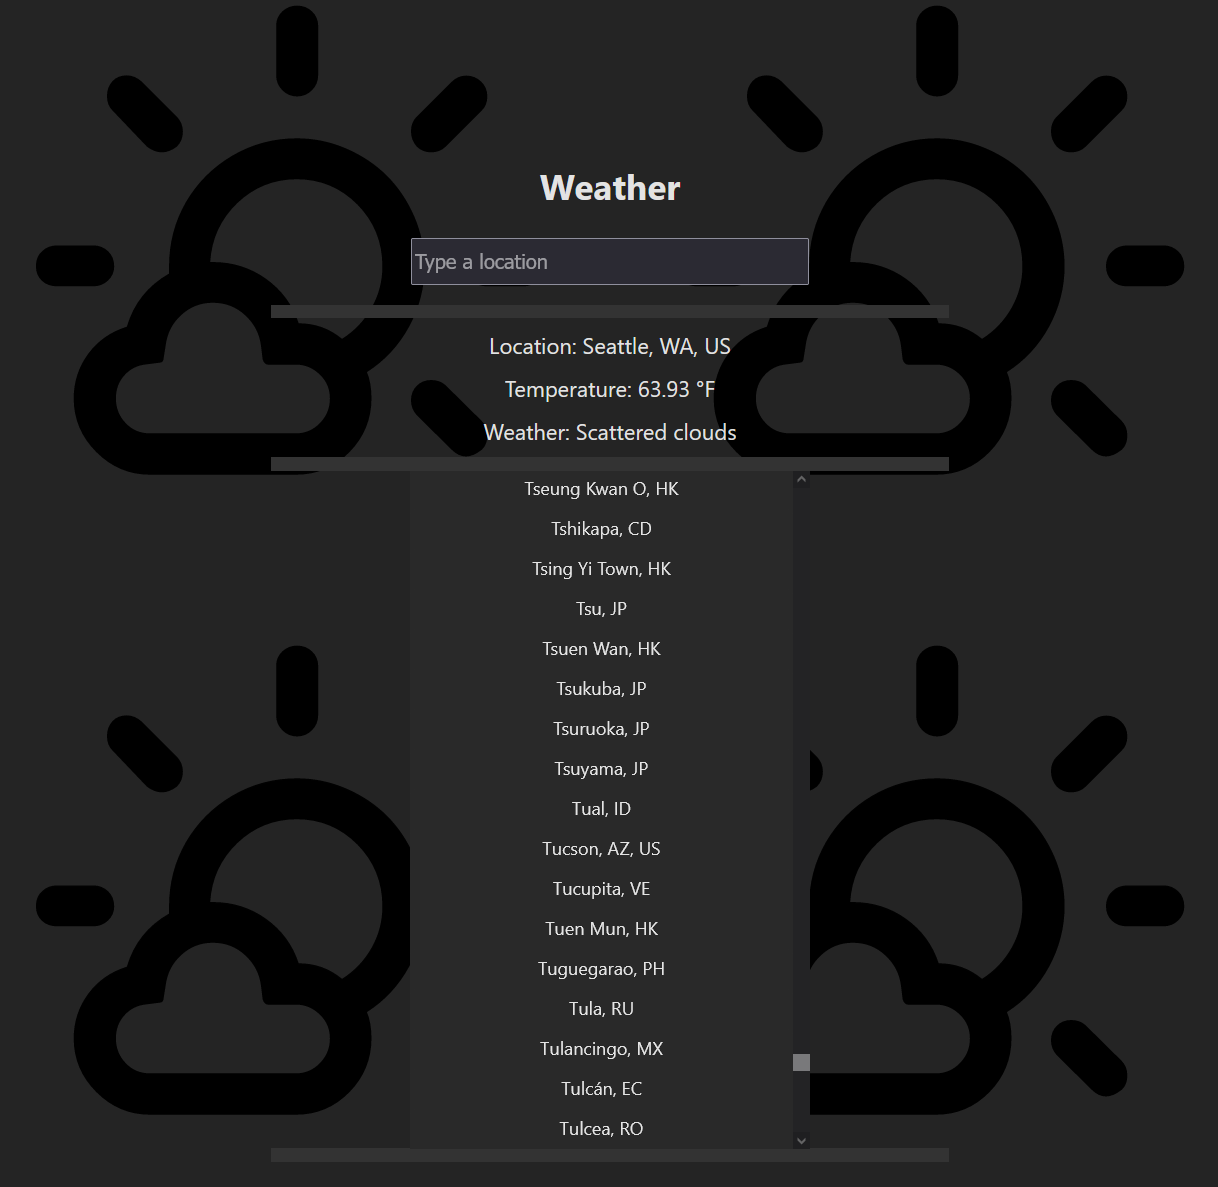 Weather
Type a location
Location: Seattle, WA, US
Temperature: 63.93 °F
Weather: Scattered clouds
Tseung Kwan O, HK
Tshikapa, CD
Tsing Yi Town, HK
Tsu, JP
Tsuen Wan, HK
Tsukuba, JP
Tsuruoka, JP
Tsuyama, JP
Tual, ID
Tucson, AZ, US
Tucupita, VE
Tuen Mun, HK
Tuguegarao, PH
Tula, RU
Tulancingo, MX
Tulcán, EC
Tulcea, RO